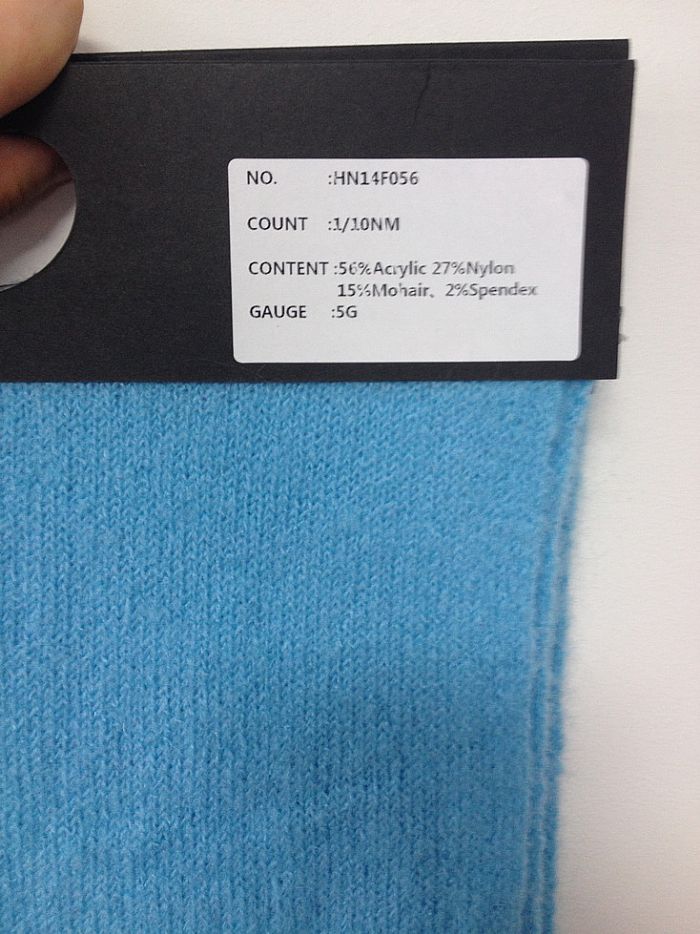 NO. :HN14F056
COUNT :1/10NM
CONTENT :56%Acrylic 27%Nylon
15%Mohair、2%Spendex
GAUGE :5G